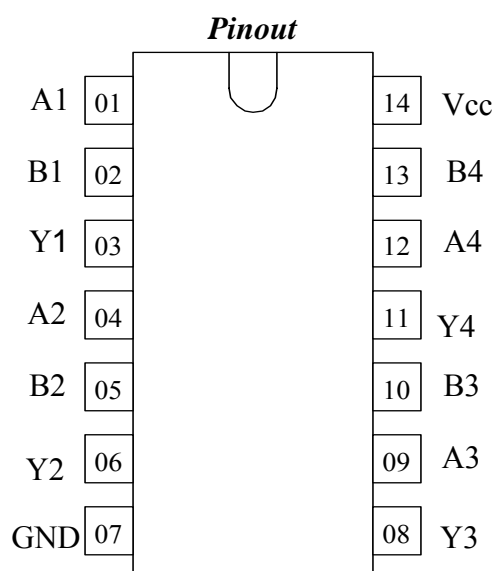 Pinout
A1 01 14 Vcc
B1 02 13 B4
Y1 03 12 A4
A2 04 11 Y4
B2 05 10 B3
Y2 06 09 A3
GND 07 08 Y3